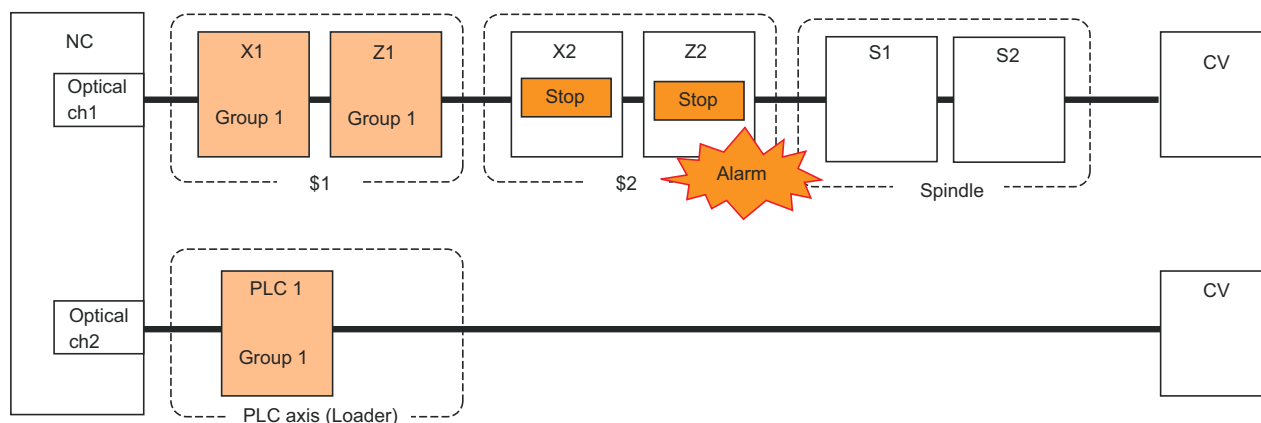 NC
Optical
ch1
X1
Group 1
Z1
Group 1
$1
X2
Stop
Z2
Stop
Alarm
$2
S1
S2
Spindle
CV
Optical
ch2
PLC 1
Group 1
PLC axis (Loader)
CV